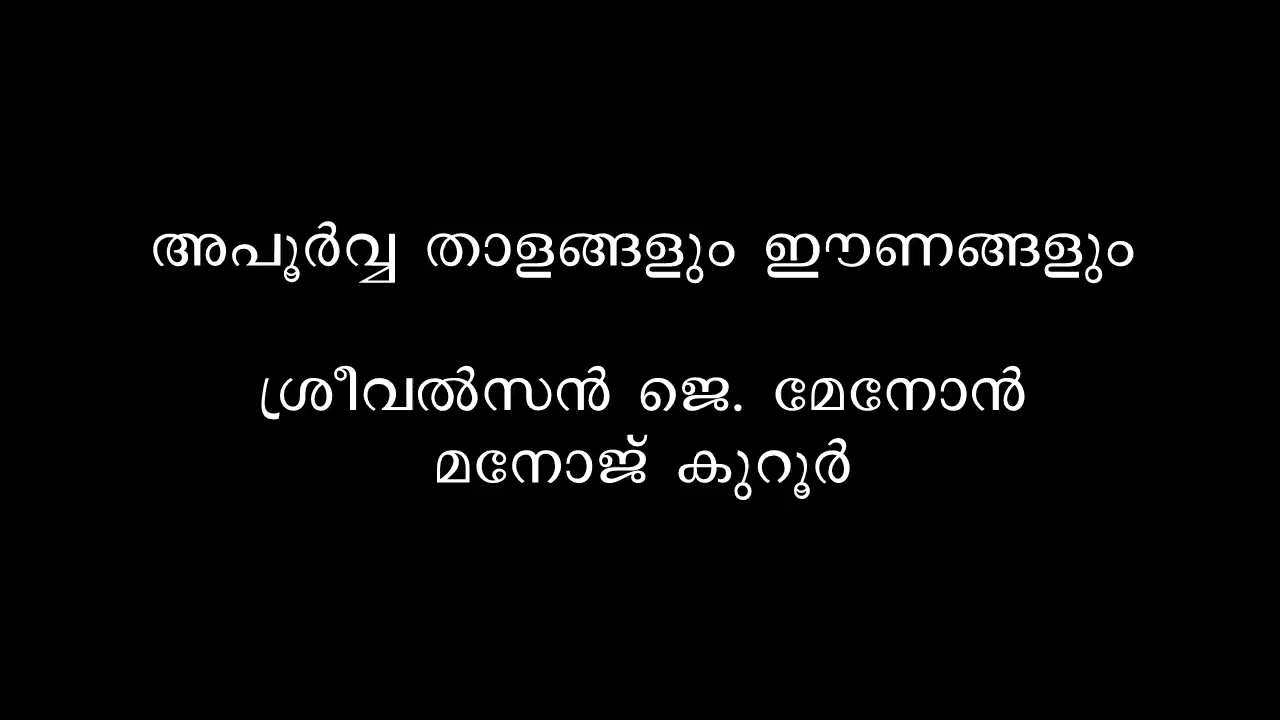 അപൂർവ്വ താളങ്ങളും ഈണങ്ങളും
ശ്രീവൽസൻ ജെ. മേനോൻ
മനോജ് കുറൂർ